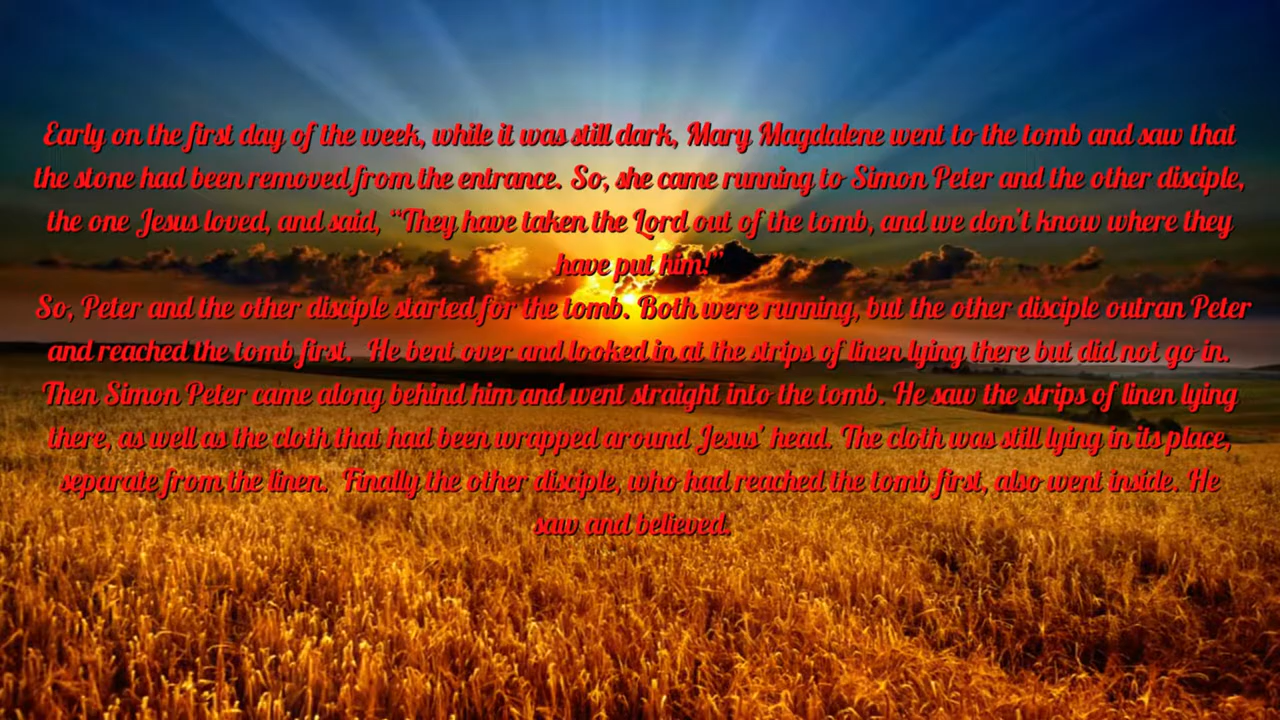 Early on the first day of the week, while it was still dark, Mary Magdalene went to the tomb and saw that
the stone had been removed from the entrance. So, she came running to Simon Peter and the other disciple,
the one Jesus loved, and said, “They have taken the Lord out of the tomb, and we don’t know where they
have put him!”
So, Peter and the other disciple started for the tomb. Both were running, but the other disciple outran Peter
and reached the tomb first. He bent over and looked in at the strips of linen lying there but did not go in.
Then Simon Peter came along behind him and went straight into the tomb. He saw the strips of linen lying
there, as well as the cloth that had been wrapped around Jesus’ head. The cloth was still lying in its place,
separate from the linen. Finally the other disciple, who had reached the tomb first, also went inside. He
saw and believed.